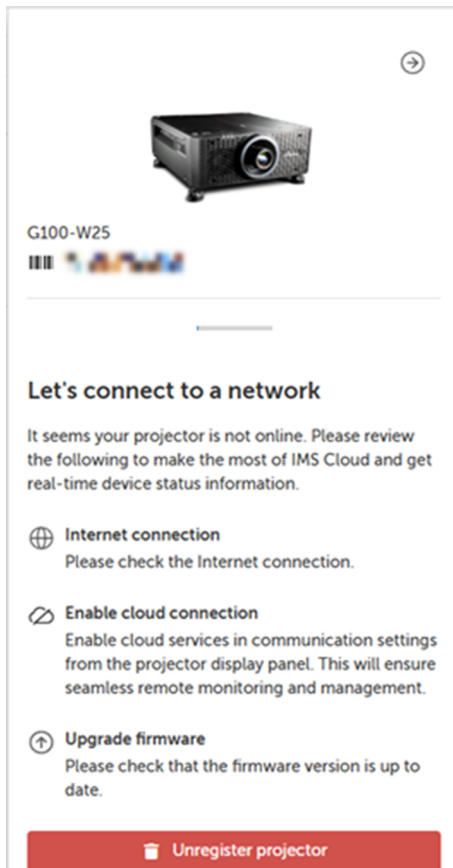 G100-W25
Let's connect to a network
It seems your projector is not online. Please review
the following to make the most of IMS Cloud and get
real-time device status information.
Internet connection
Please check the Internet connection.
Enable cloud connection
Enable cloud services in communication settings
from the projector display panel. This will ensure
seamless remote monitoring and management.
Upgrade firmware
Please check that the firmware version is up to
date.
Unregister projector